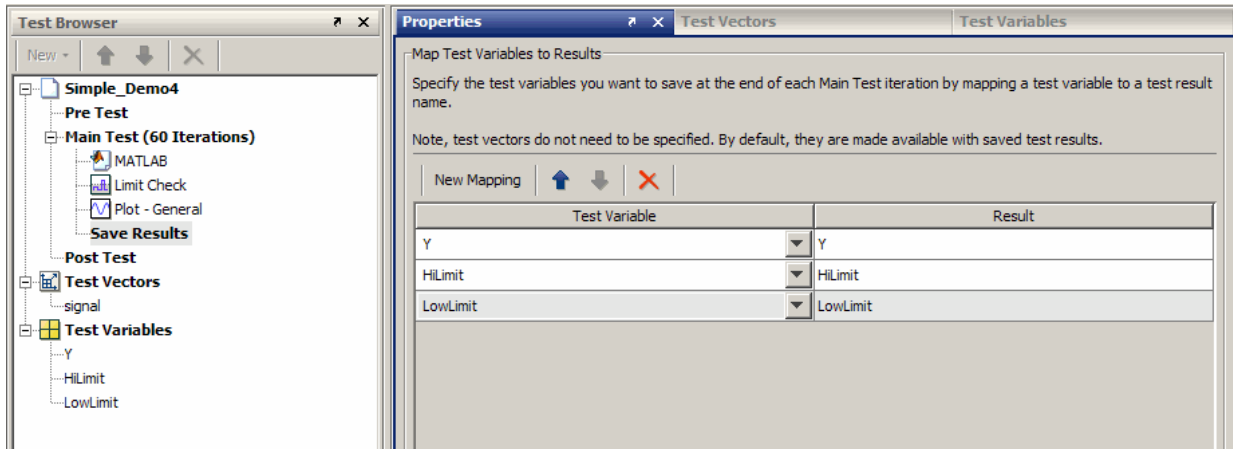 Test Browser
New
Simple_Demo4
Pre Test
Main Test (60 Iterations)
MATLAB
Limit Check
Plot - General
Save Results
Post Test
Test Vectors
signal
Test Variables
Y
HiLimit
LowLimit
Properties
Test Vectors
Test Variables
Map Test Variables to Results
Specify the test variables you want to save at the end of each Main Test iteration by mapping a test variable to a test result
name.
Note, test vectors do not need to be specified. By default, they are made available with saved test results.
New Mapping
Test Variable Result
Y Y
HiLimit HiLimit
LowLimit LowLimit